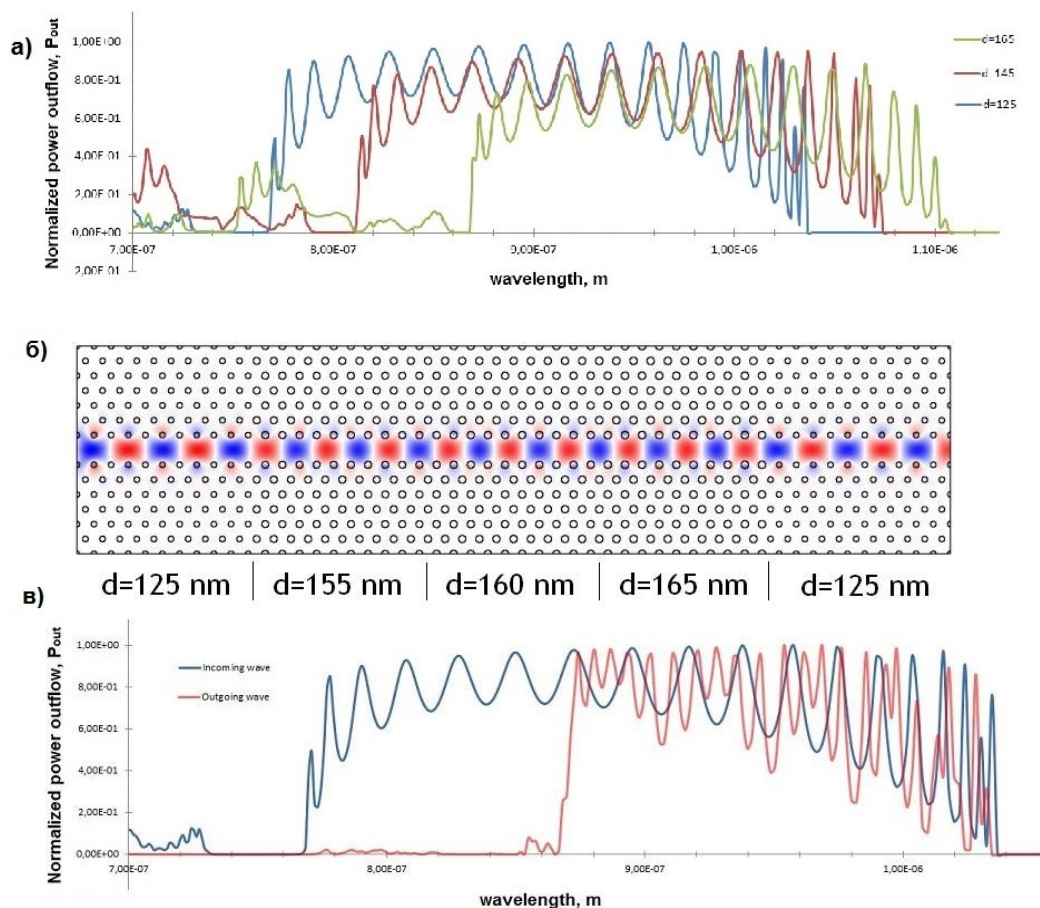 а)
Normalized power outflow, Pout
1,00E+00
8,00E-01
6,00E-01
4,00E-01
2,00E-01
0,00E+00
2,00E-01
7,00E-07 8,00E-07 9,00E-07 1,00E-06 1,10E-06
wavelength, m
d=165
d=145
d=125
б)
d=125 nm d=155 nm d=160 nm d=165 nm d=125 nm
в)
Normalized power outflow, Pout
1,00E+00
8,00E-01
6,00E-01
4,00E-01
2,00E-01
0,00E+00
Incoming wave
Outgoing wave
7,00E-07 8,00E-07 9,00E-07 1,00E-06
wavelength, m